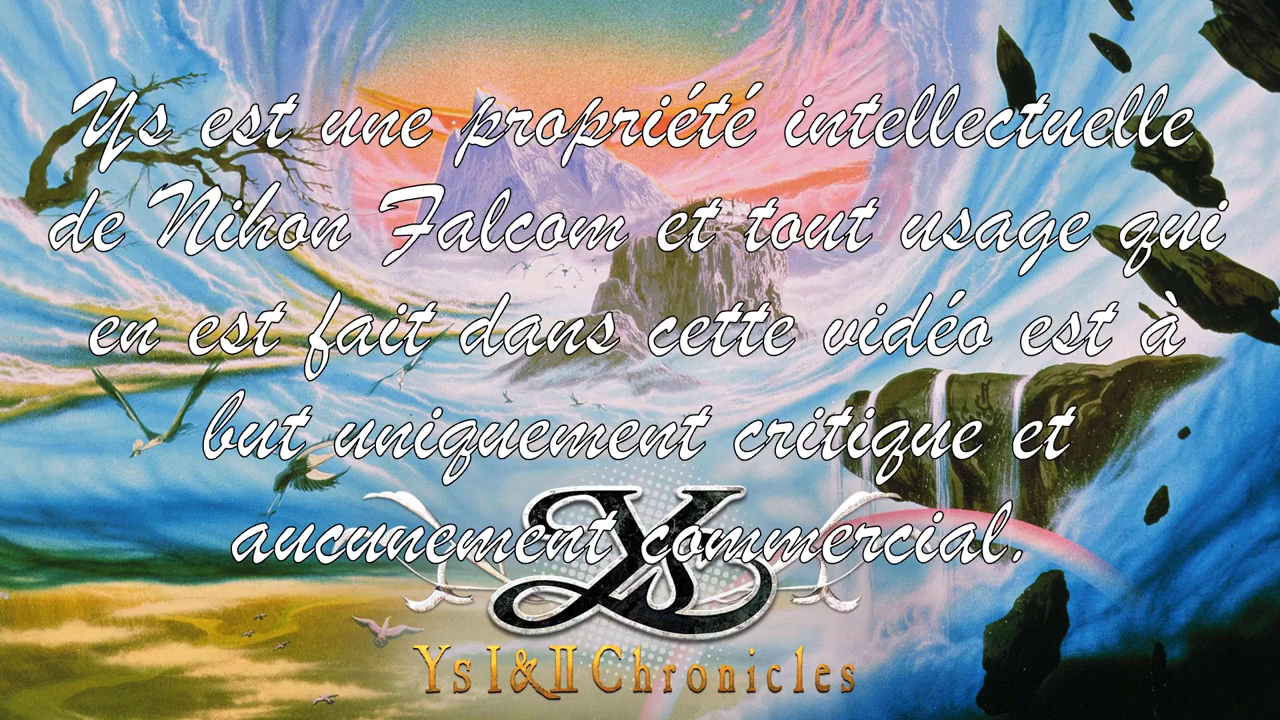 Ys est une propriété intellectuelle
de Nihon Falcom et tout usage qui
en est fait dans cette vidéo est à
but uniquement critique et
aucunement commercial.
Ys
Ys I & II Chronicles